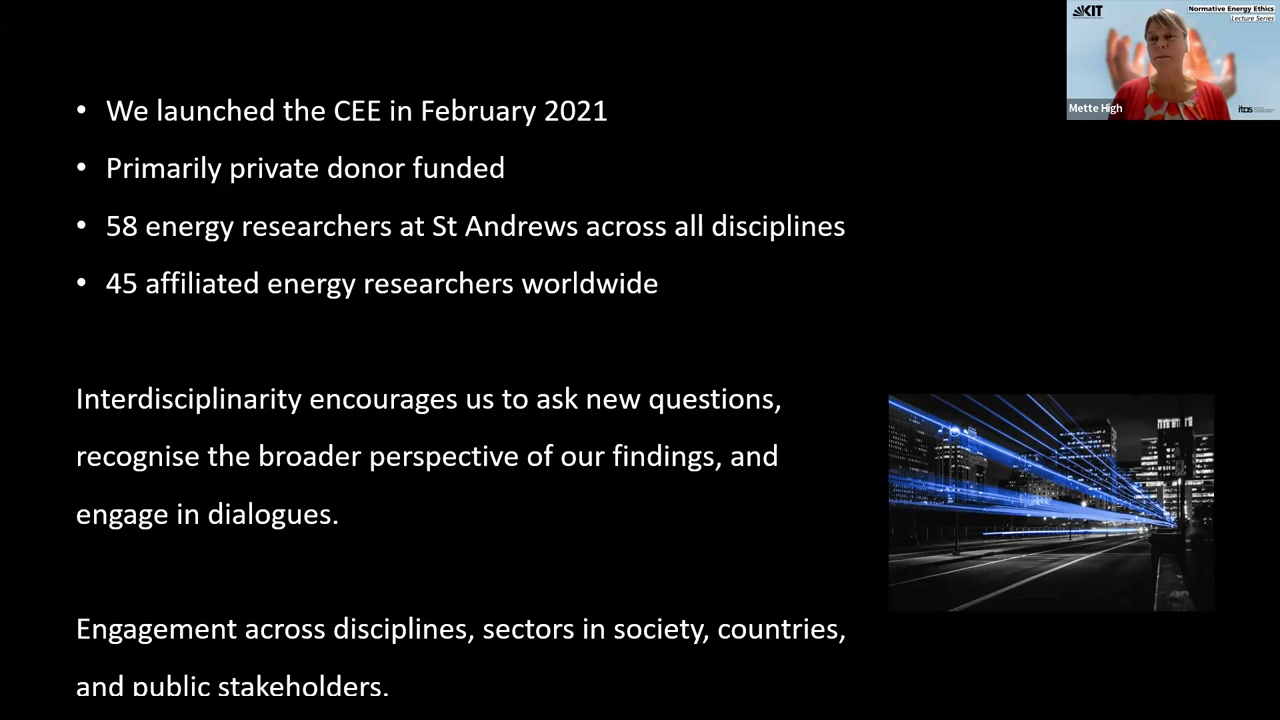 • We launched the CEE in February 2021
• Primarily private donor funded
• 58 energy researchers at St Andrews across all disciplines
• 45 affiliated energy researchers worldwide
Interdisciplinarity encourages us to ask new questions,
recognise the broader perspective of our findings, and
engage in dialogues.
Engagement across disciplines, sectors in society, countries,
and public stakeholders.
KIT
Normative Energy Ethics
Lecture Series
Mette High
itas